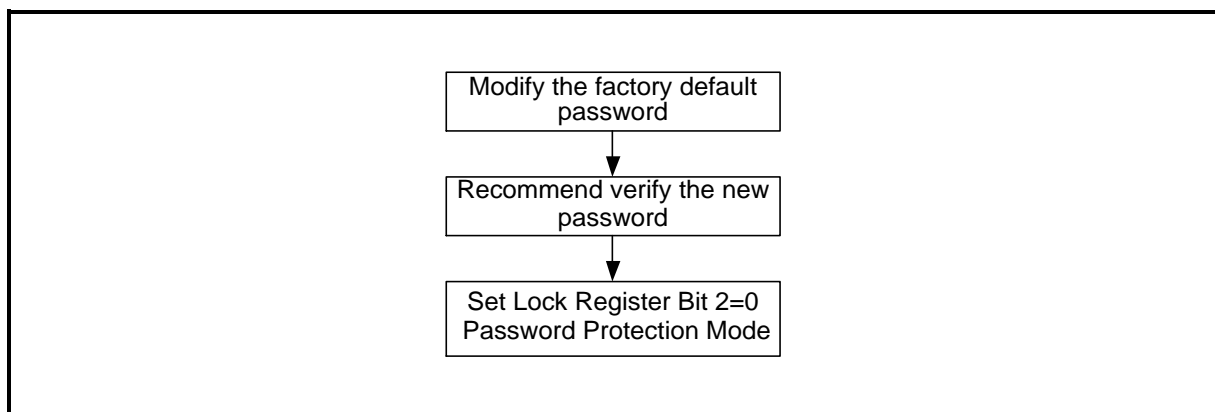 Modify the factory default
password
Recommend verify the new
password
Set Lock Register Bit 2=0
Password Protection Mode